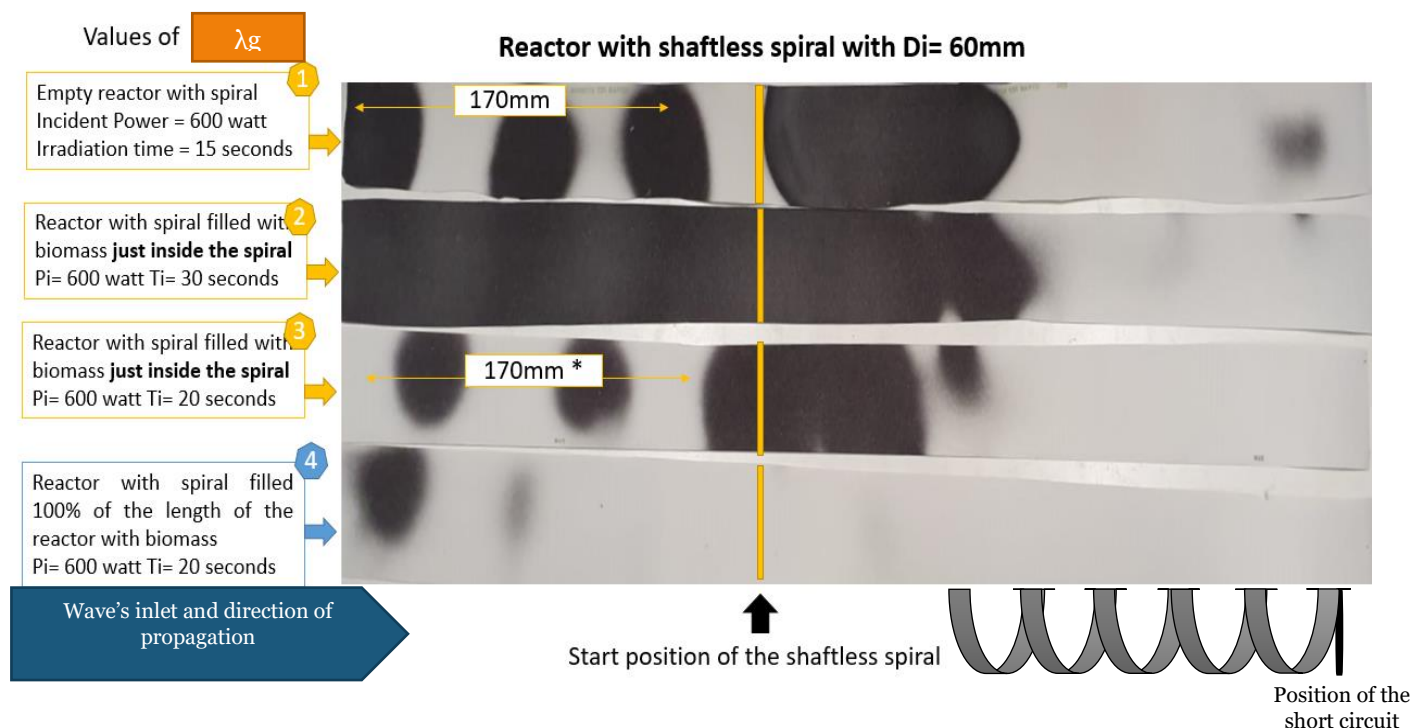 Values of
λg
Reactor with shaftless spiral with Di= 60mm
1
Empty reactor with spiral
Incident Power = 600 watt
Irradiation time = 15 seconds
170mm
2
Reactor with spiral filled with
biomass just inside the spiral
Pi= 600 watt Ti= 30 seconds
3
Reactor with spiral filled with
biomass just inside the spiral
Pi= 600 watt Ti= 20 seconds
170mm *
4
Reactor with spiral filled
100% of the length of the
reactor with biomass
Pi= 600 watt Ti= 20 seconds
Wave's inlet and direction of
propagation
Start position of the shaftless spiral
Position of the
short circuit